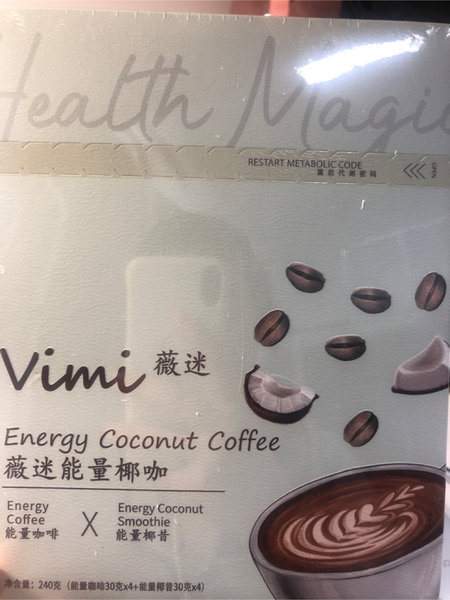 Health Magic
RESTART METABOLIC CODE
重启代谢密码
OPEN
Vimi 薇迷
Energy Coconut Coffee
薇迷能量椰咖
Energy
Coffee
能量咖啡
X
Energy Coconut
Smoothie
能量椰昔
净含量：240克（能量咖啡30克x4+能量椰昔30克x4）